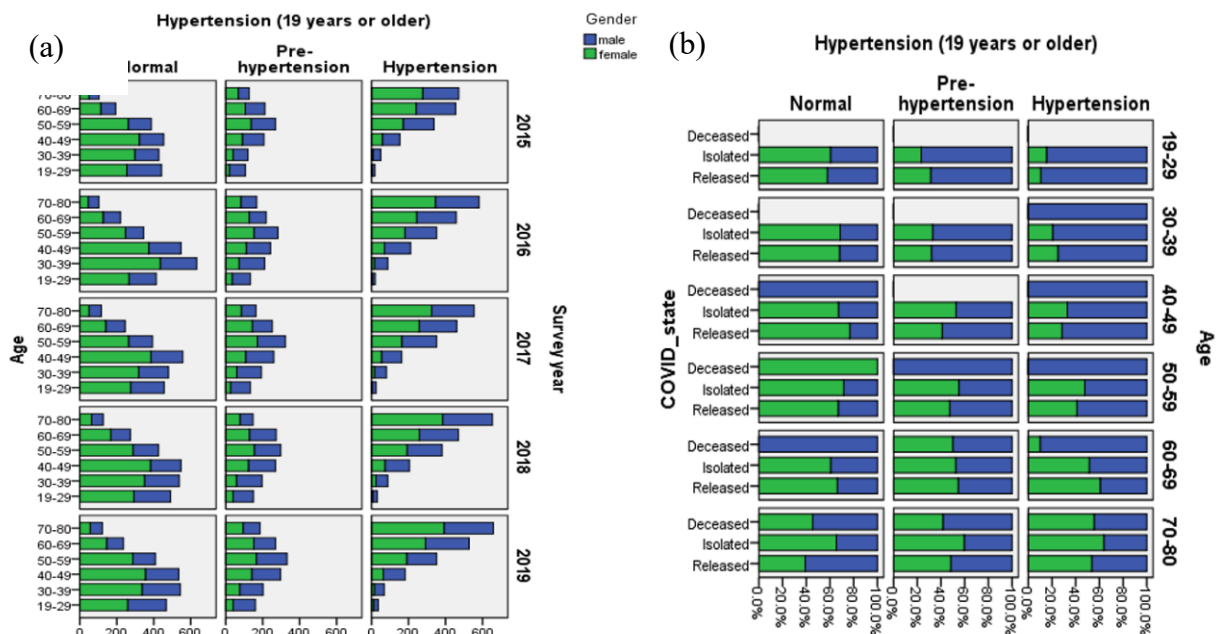 (a)
Hypertension (19 years or older)
Normal
Pre-
hypertension
Hypertension
Gender
male
female
Age
Survey year
70-80
60-69
50-59
40-49
30-39
19-29
2015
70-80
60-69
50-59
40-49
30-39
19-29
2016
70-80
60-69
50-59
40-49
30-39
19-29
2017
70-80
60-69
50-59
40-49
30-39
19-29
2018
70-80
60-69
50-59
40-49
30-39
19-29
2019
0 200 400 600
0 200 400 600
0 200 400 600
(b)
Hypertension (19 years or older)
Normal
Pre-
hypertension
Hypertension
COVID_state
Age
Deceased
Isolated
Released
19-29
Deceased
Isolated
Released
30-39
Deceased
Isolated
Released
40-49
Deceased
Isolated
Released
50-59
Deceased
Isolated
Released
60-69
Deceased
Isolated
Released
70-80
0.0% 20.0% 40.0% 60.0% 80.0% 100.0%
0.0% 20.0% 40.0% 60.0% 80.0% 100.0%
0.0% 20.0% 40.0% 60.0% 80.0% 100.0%